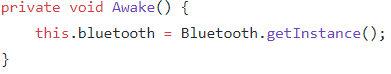 private void Awake() {
    this.bluetooth = Bluetooth.getInstance();
}